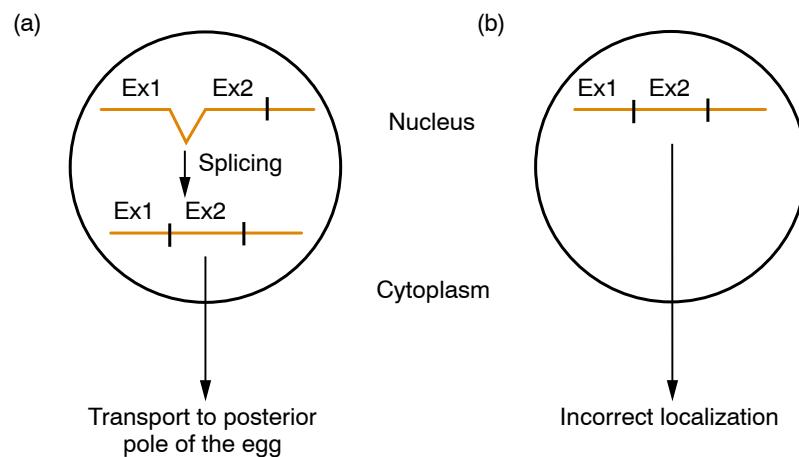 (a)
(b)
Ex1 Ex2
Ex1 Ex2
Nucleus
Splicing
Ex1 Ex2
Cytoplasm
Transport to posterior
pole of the egg
Incorrect localization